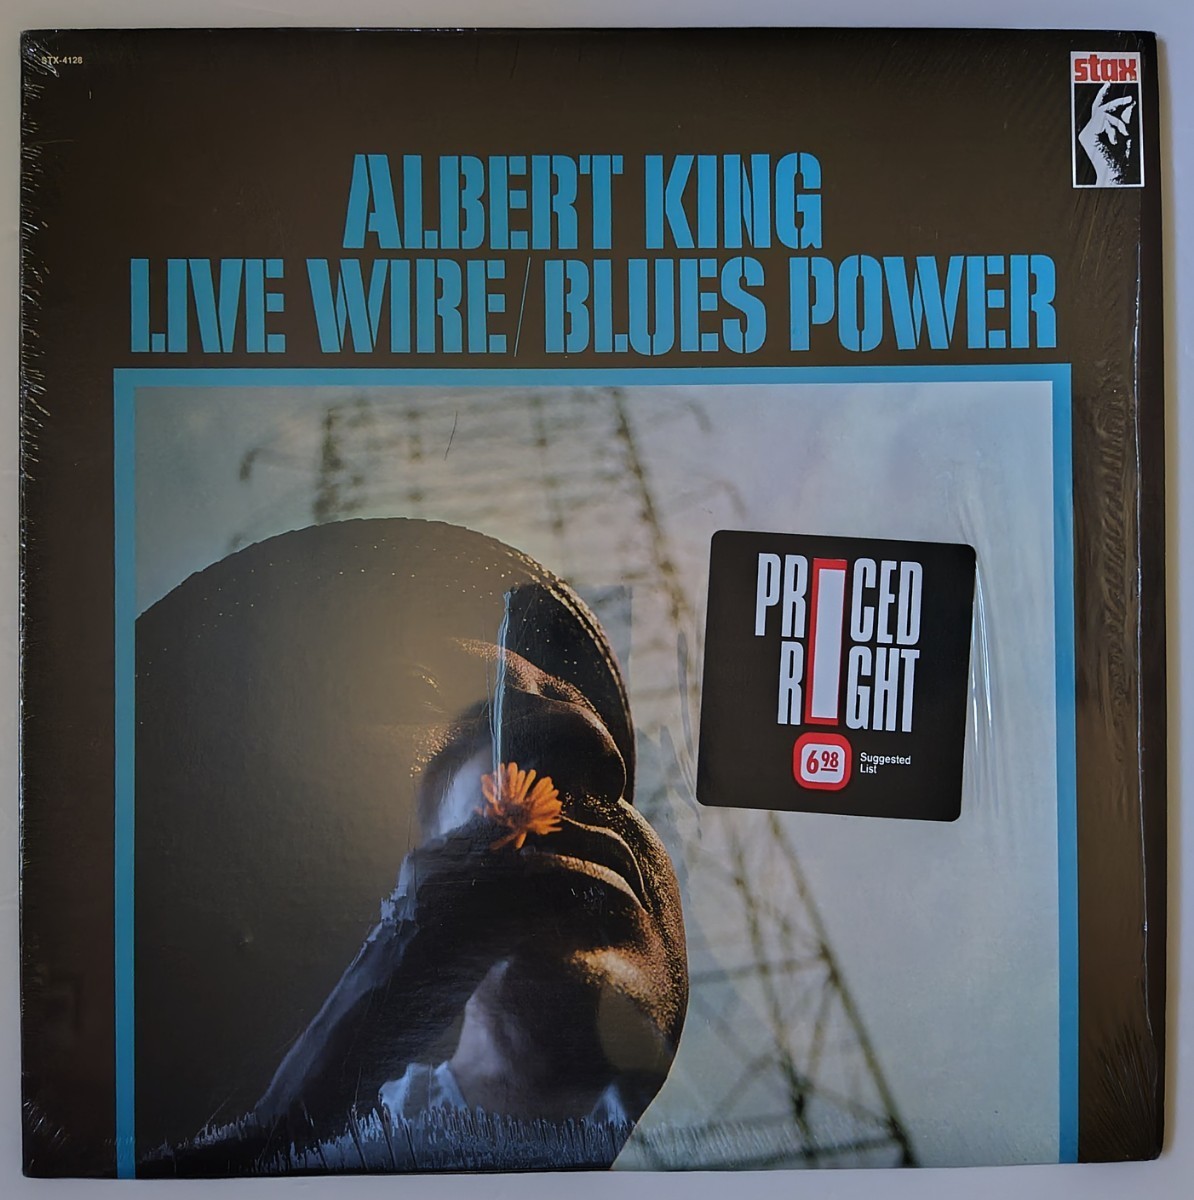 STX-4128
stax
ALBERT KING
LIVE WIRE/BLUES POWER
PRICED
RIGHT
6.98
Suggested
List